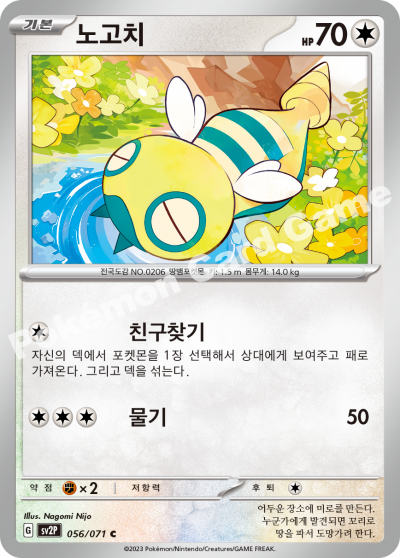 기본 노고치 HP 70
전국도감 NO.0206 땅뱀포켓몬 키: 1.5 m 몸무게: 14.0 kg
Pokémon Card Game
친구찾기
자신의 덱에서 포켓몬을 1장 선택해서 상대에게 보여주고 패로
가져온다. 그리고 덱을 섞는다.
물기 50
약점 ×2 저항력 후퇴
Illus. Nagomi Nijo
G SV2P 056/071 C
어두운 장소에 미로를 만든다.
누군가에게 발견되면 꼬리로
땅을 파서 도망가려 한다.
©2023 Pokémon/Nintendo/Creatures/GAME FREAK.